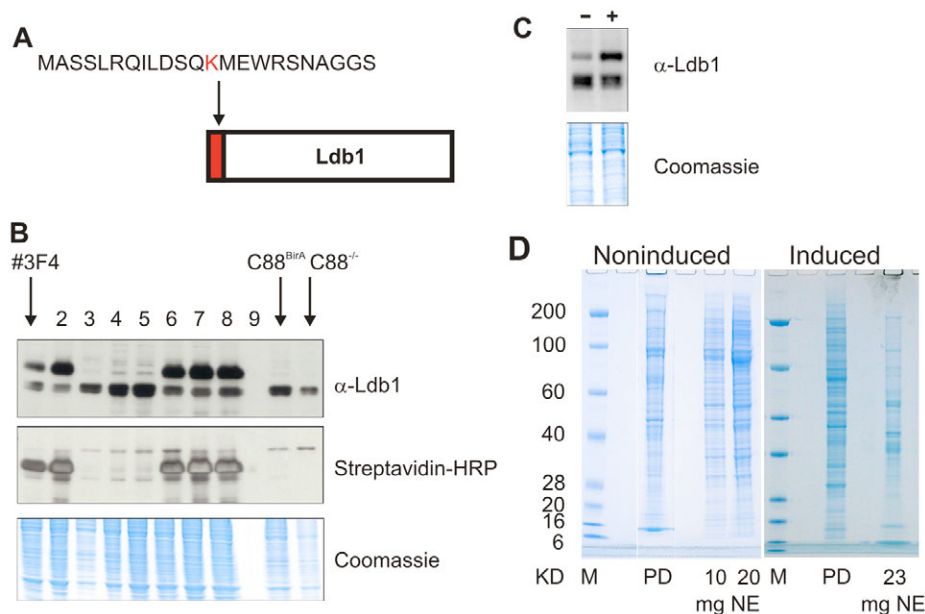 A
MASSLRQILDSQKMEWRSNAGGS
Ldb1
B
#3F4 C88BirA C88-/-
2 3 4 5 6 7 8 9
α-Ldb1
Streptavidin-HRP
Coomassie
C
- +
α-Ldb1
Coomassie
D
Noninduced Induced
200
100
60
40
28
20
16
6
KD M PD 10 20 M PD 23
mg NE mg NE